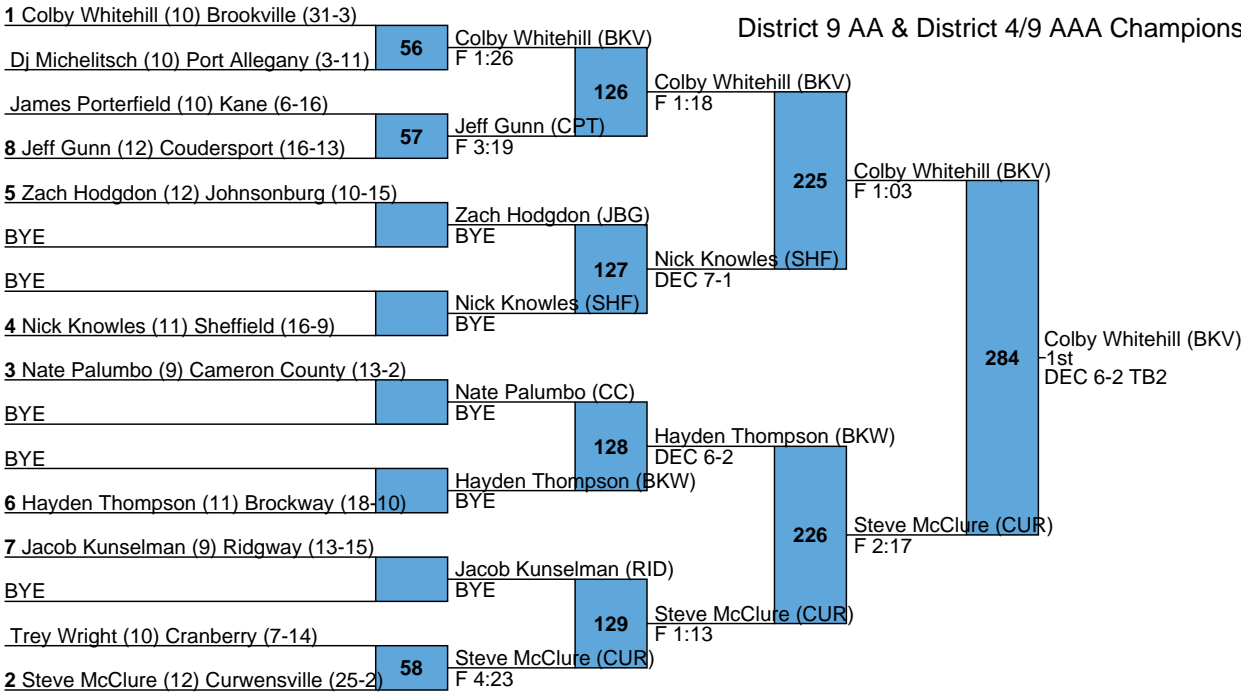 District 9 AA & District 4/9 AAA Champions
1 Colby Whitehill (10) Brookville (31-3)
56
Dj Michelitsch (10) Port Allegany (3-11)
Colby Whitehill (BKV)
F 1:26
126
James Porterfield (10) Kane (6-16)
57
8 Jeff Gunn (12) Coudersport (16-13)
Jeff Gunn (CPT)
F 3:19
Colby Whitehill (BKV)
F 1:18
225
5 Zach Hodgdon (12) Johnsonburg (10-15)
BYE
Zach Hodgdon (JBG)
BYE
127
BYE
4 Nick Knowles (11) Sheffield (16-9)
Nick Knowles (SHF)
BYE
Nick Knowles (SHF)
DEC 7-1
Colby Whitehill (BKV)
F 1:03
284
3 Nate Palumbo (9) Cameron County (13-2)
BYE
Nate Palumbo (CC)
BYE
128
BYE
6 Hayden Thompson (11) Brockway (18-10)
Hayden Thompson (BKW)
BYE
Hayden Thompson (BKW)
DEC 6-2
226
7 Jacob Kunselman (9) Ridgway (13-15)
BYE
Jacob Kunselman (RID)
BYE
129
Trey Wright (10) Cranberry (7-14)
58
2 Steve McClure (12) Curwensville (25-2)
Steve McClure (CUR)
F 4:23
Steve McClure (CUR)
F 1:13
Steve McClure (CUR)
F 2:17
Colby Whitehill (BKV)
1st
DEC 6-2 TB2